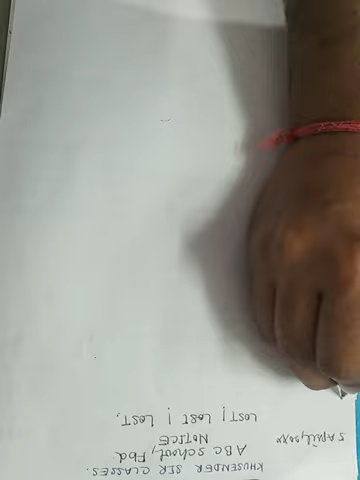 KHUSENDER SIR CLASSES.
ABC school, Fbd
NOTICE
5 April, 20XX
LOST! LOST! LOST.